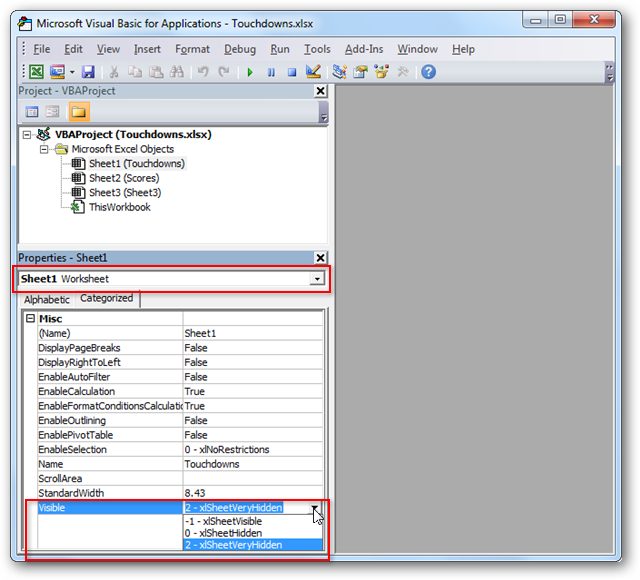 Microsoft Visual Basic for Applications - Touchdowns.xlsx
File Edit View Insert Format Debug Run Tools Add-Ins Window Help
Project - VBAProject
VBAProject (Touchdowns.xlsx)
Microsoft Excel Objects
Sheet1 (Touchdowns)
Sheet2 (Scores)
Sheet3 (Sheet3)
ThisWorkbook
Properties - Sheet1
Sheet1 Worksheet
Alphabetic Categorized
Misc
(Name) Sheet1
DisplayPageBreaks False
DisplayRightToLeft False
EnableAutoFilter False
EnableCalculation True
EnableFormatConditionsCalculatio True
EnableOutlining False
EnablePivotTable False
EnableSelection 0 - xlNoRestrictions
Name Touchdowns
ScrollArea
StandardWidth 8.43
Visible 2 - xlSheetVeryHidden
-1 - xlSheetVisible
0 - xlSheetHidden
2 - xlSheetVeryHidden